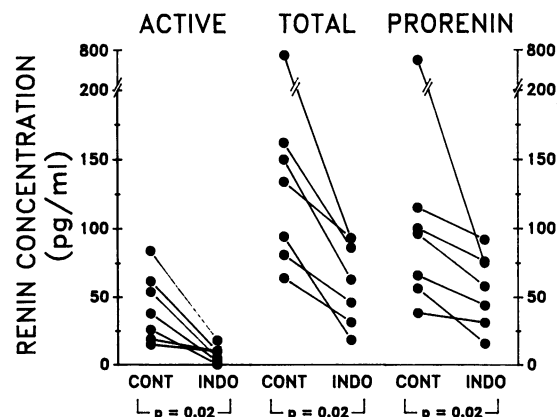 ACTIVE TOTAL PRORENIN
RENIN CONCENTRATION
(pg/ml)
800 800
200 200
150 150
100 100
50 50
0 0
CONT INDO CONT INDO CONT INDO
p = 0.02 p = 0.02 p = 0.02